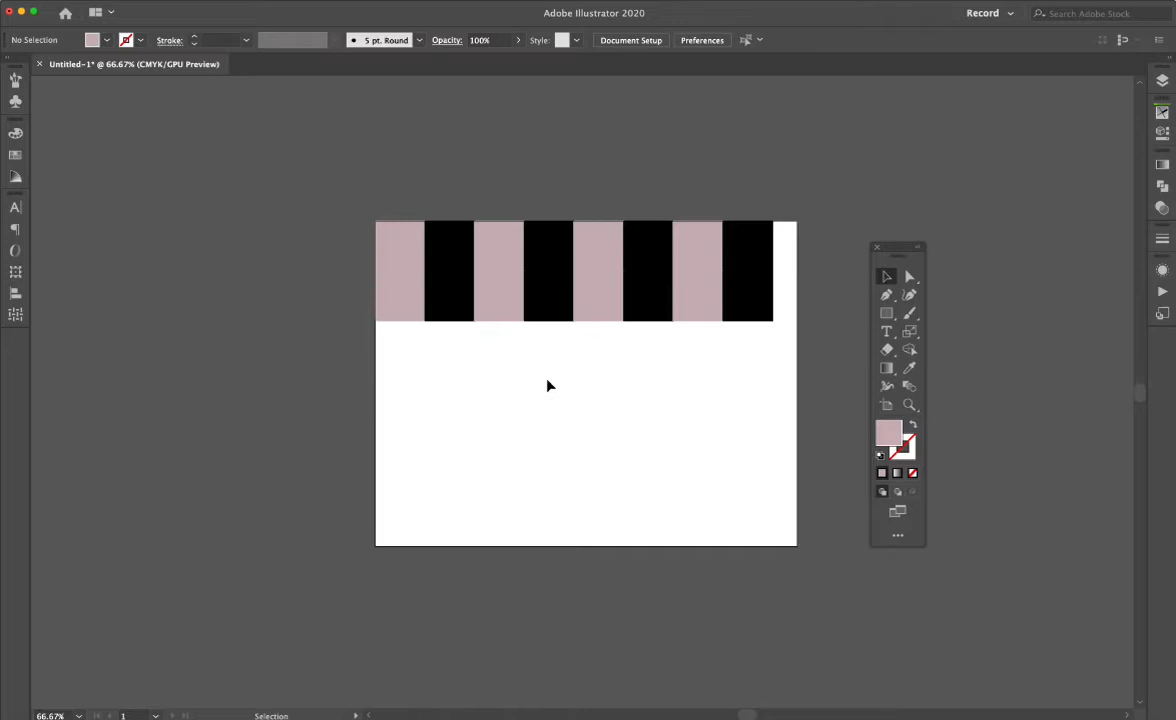 Adobe Illustrator 2020
Record
Search Adobe Stock
No Selection
Stroke:
5 pt. Round
Opacity:
100%
Style:
Document Setup
Preferences
Untitled-1* @ 66.67% (CMYK/GPU Preview)
66.67%
1
Selection